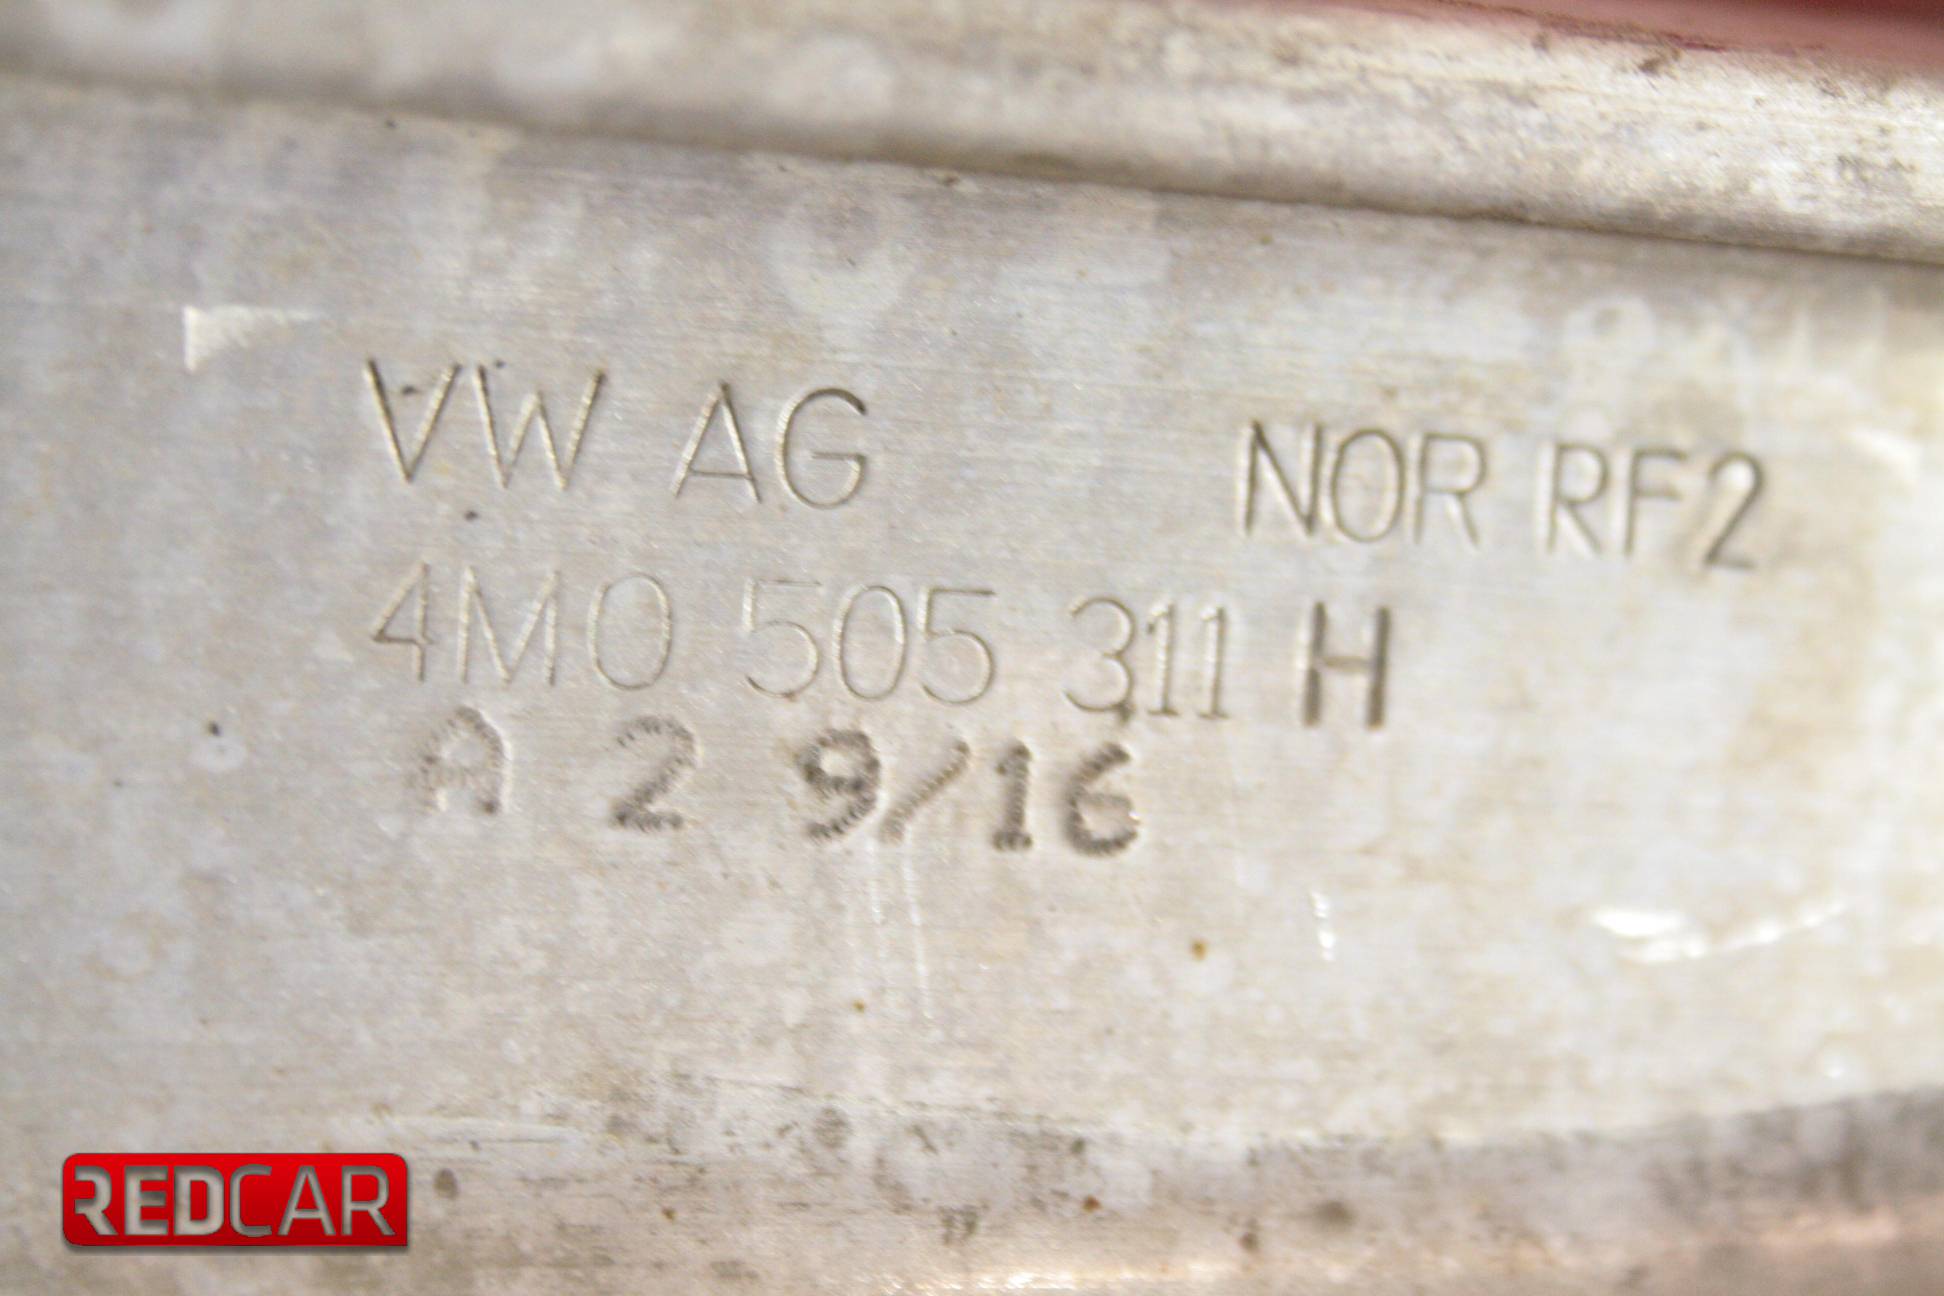 VW AG NOR RF2
4M0 505 311 H
A 2 9/16
REDCAR